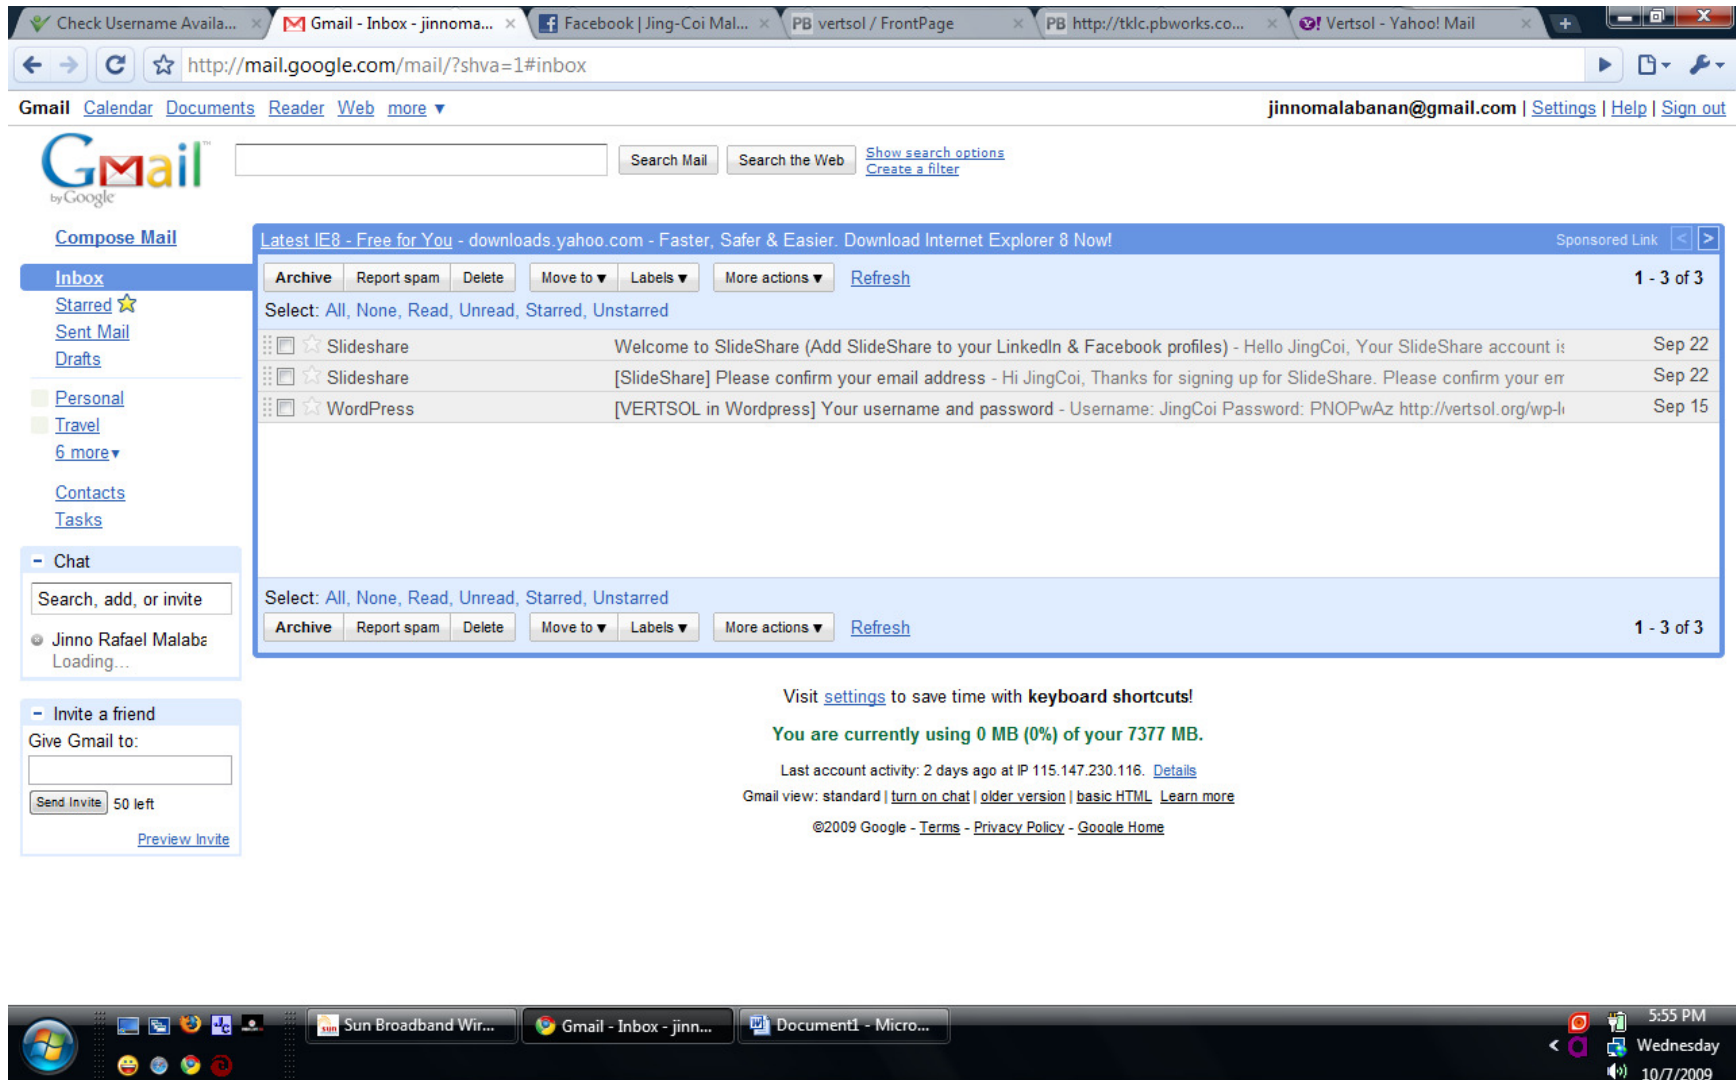 Check Username Availa...
Gmail - Inbox - jinnoma...
Facebook | Jing-Coi Mal...
PB vertsol / FrontPage
PB http://tklc.pbworks.co...
Vertsol - Yahoo! Mail
http://mail.google.com/mail/?shva=1#inbox
Gmail Calendar Documents Reader Web more ▼
jinnomalabanan@gmail.com | Settings | Help | Sign out
Gmail™
by Google
Search Mail
Search the Web
Show search options
Create a filter
Compose Mail
Inbox
Starred
Sent Mail
Drafts
Personal
Travel
6 more▼
Contacts
Tasks
Latest IE8 - Free for You - downloads.yahoo.com - Faster, Safer & Easier. Download Internet Explorer 8 Now!
Sponsored Link < >
Archive Report spam Delete Move to ▼ Labels ▼ More actions ▼ Refresh
1 - 3 of 3
Select: All, None, Read, Unread, Starred, Unstarred
Slideshare Welcome to SlideShare (Add SlideShare to your LinkedIn & Facebook profiles) - Hello JingCoi, Your SlideShare account is Sep 22
Slideshare [SlideShare] Please confirm your email address - Hi JingCoi, Thanks for signing up for SlideShare. Please confirm your em Sep 22
WordPress [VERTSOL in Wordpress] Your username and password - Username: JingCoi Password: PNOPwAz http://vertsol.org/wp-l Sep 15
Select: All, None, Read, Unread, Starred, Unstarred
Archive Report spam Delete Move to ▼ Labels ▼ More actions ▼ Refresh
1 - 3 of 3
Chat
Search, add, or invite
Jinno Rafael Malaba
Loading...
Invite a friend
Give Gmail to:
Send Invite 50 left
Preview Invite
Visit settings to save time with keyboard shortcuts!
You are currently using 0 MB (0%) of your 7377 MB.
Last account activity: 2 days ago at IP 115.147.230.116. Details
Gmail view: standard | turn on chat | older version | basic HTML Learn more
©2009 Google - Terms - Privacy Policy - Google Home
Sun Broadband Wir...
Gmail - Inbox - jinn...
Document1 - Micro...
5:55 PM
Wednesday
10/7/2009